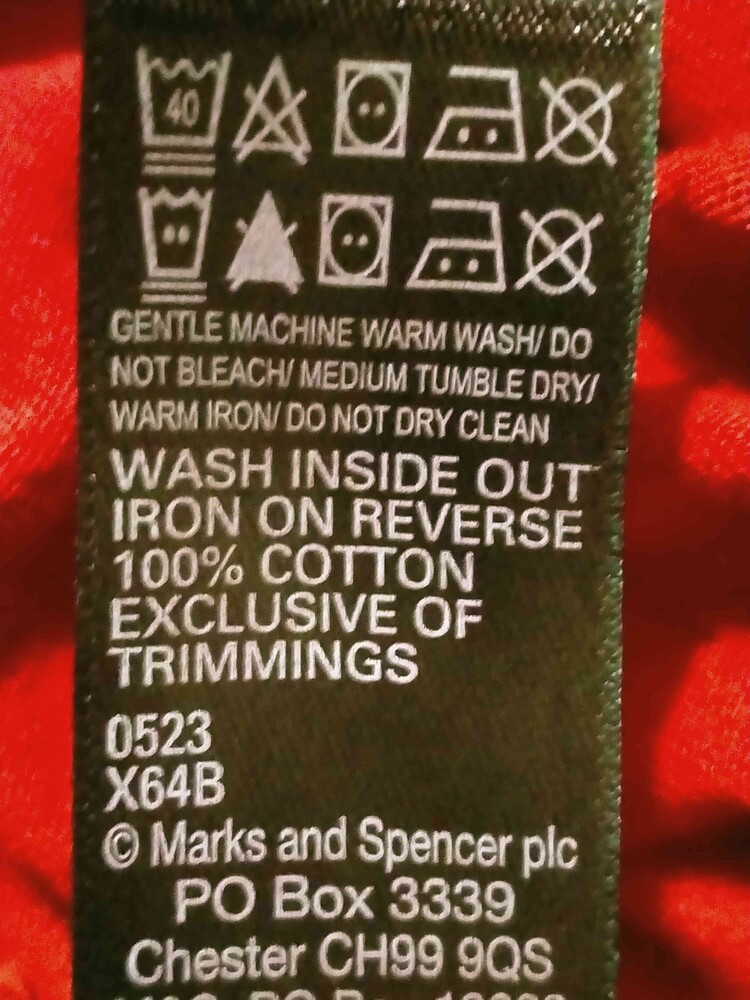 40
GENTLE MACHINE WARM WASH/ DO
NOT BLEACH/ MEDIUM TUMBLE DRY/
WARM IRON/ DO NOT DRY CLEAN
WASH INSIDE OUT
IRON ON REVERSE
100% COTTON
EXCLUSIVE OF
TRIMMINGS
0523
X64B
© Marks and Spencer plc
PO Box 3339
Chester CH99 9QS
PO Box